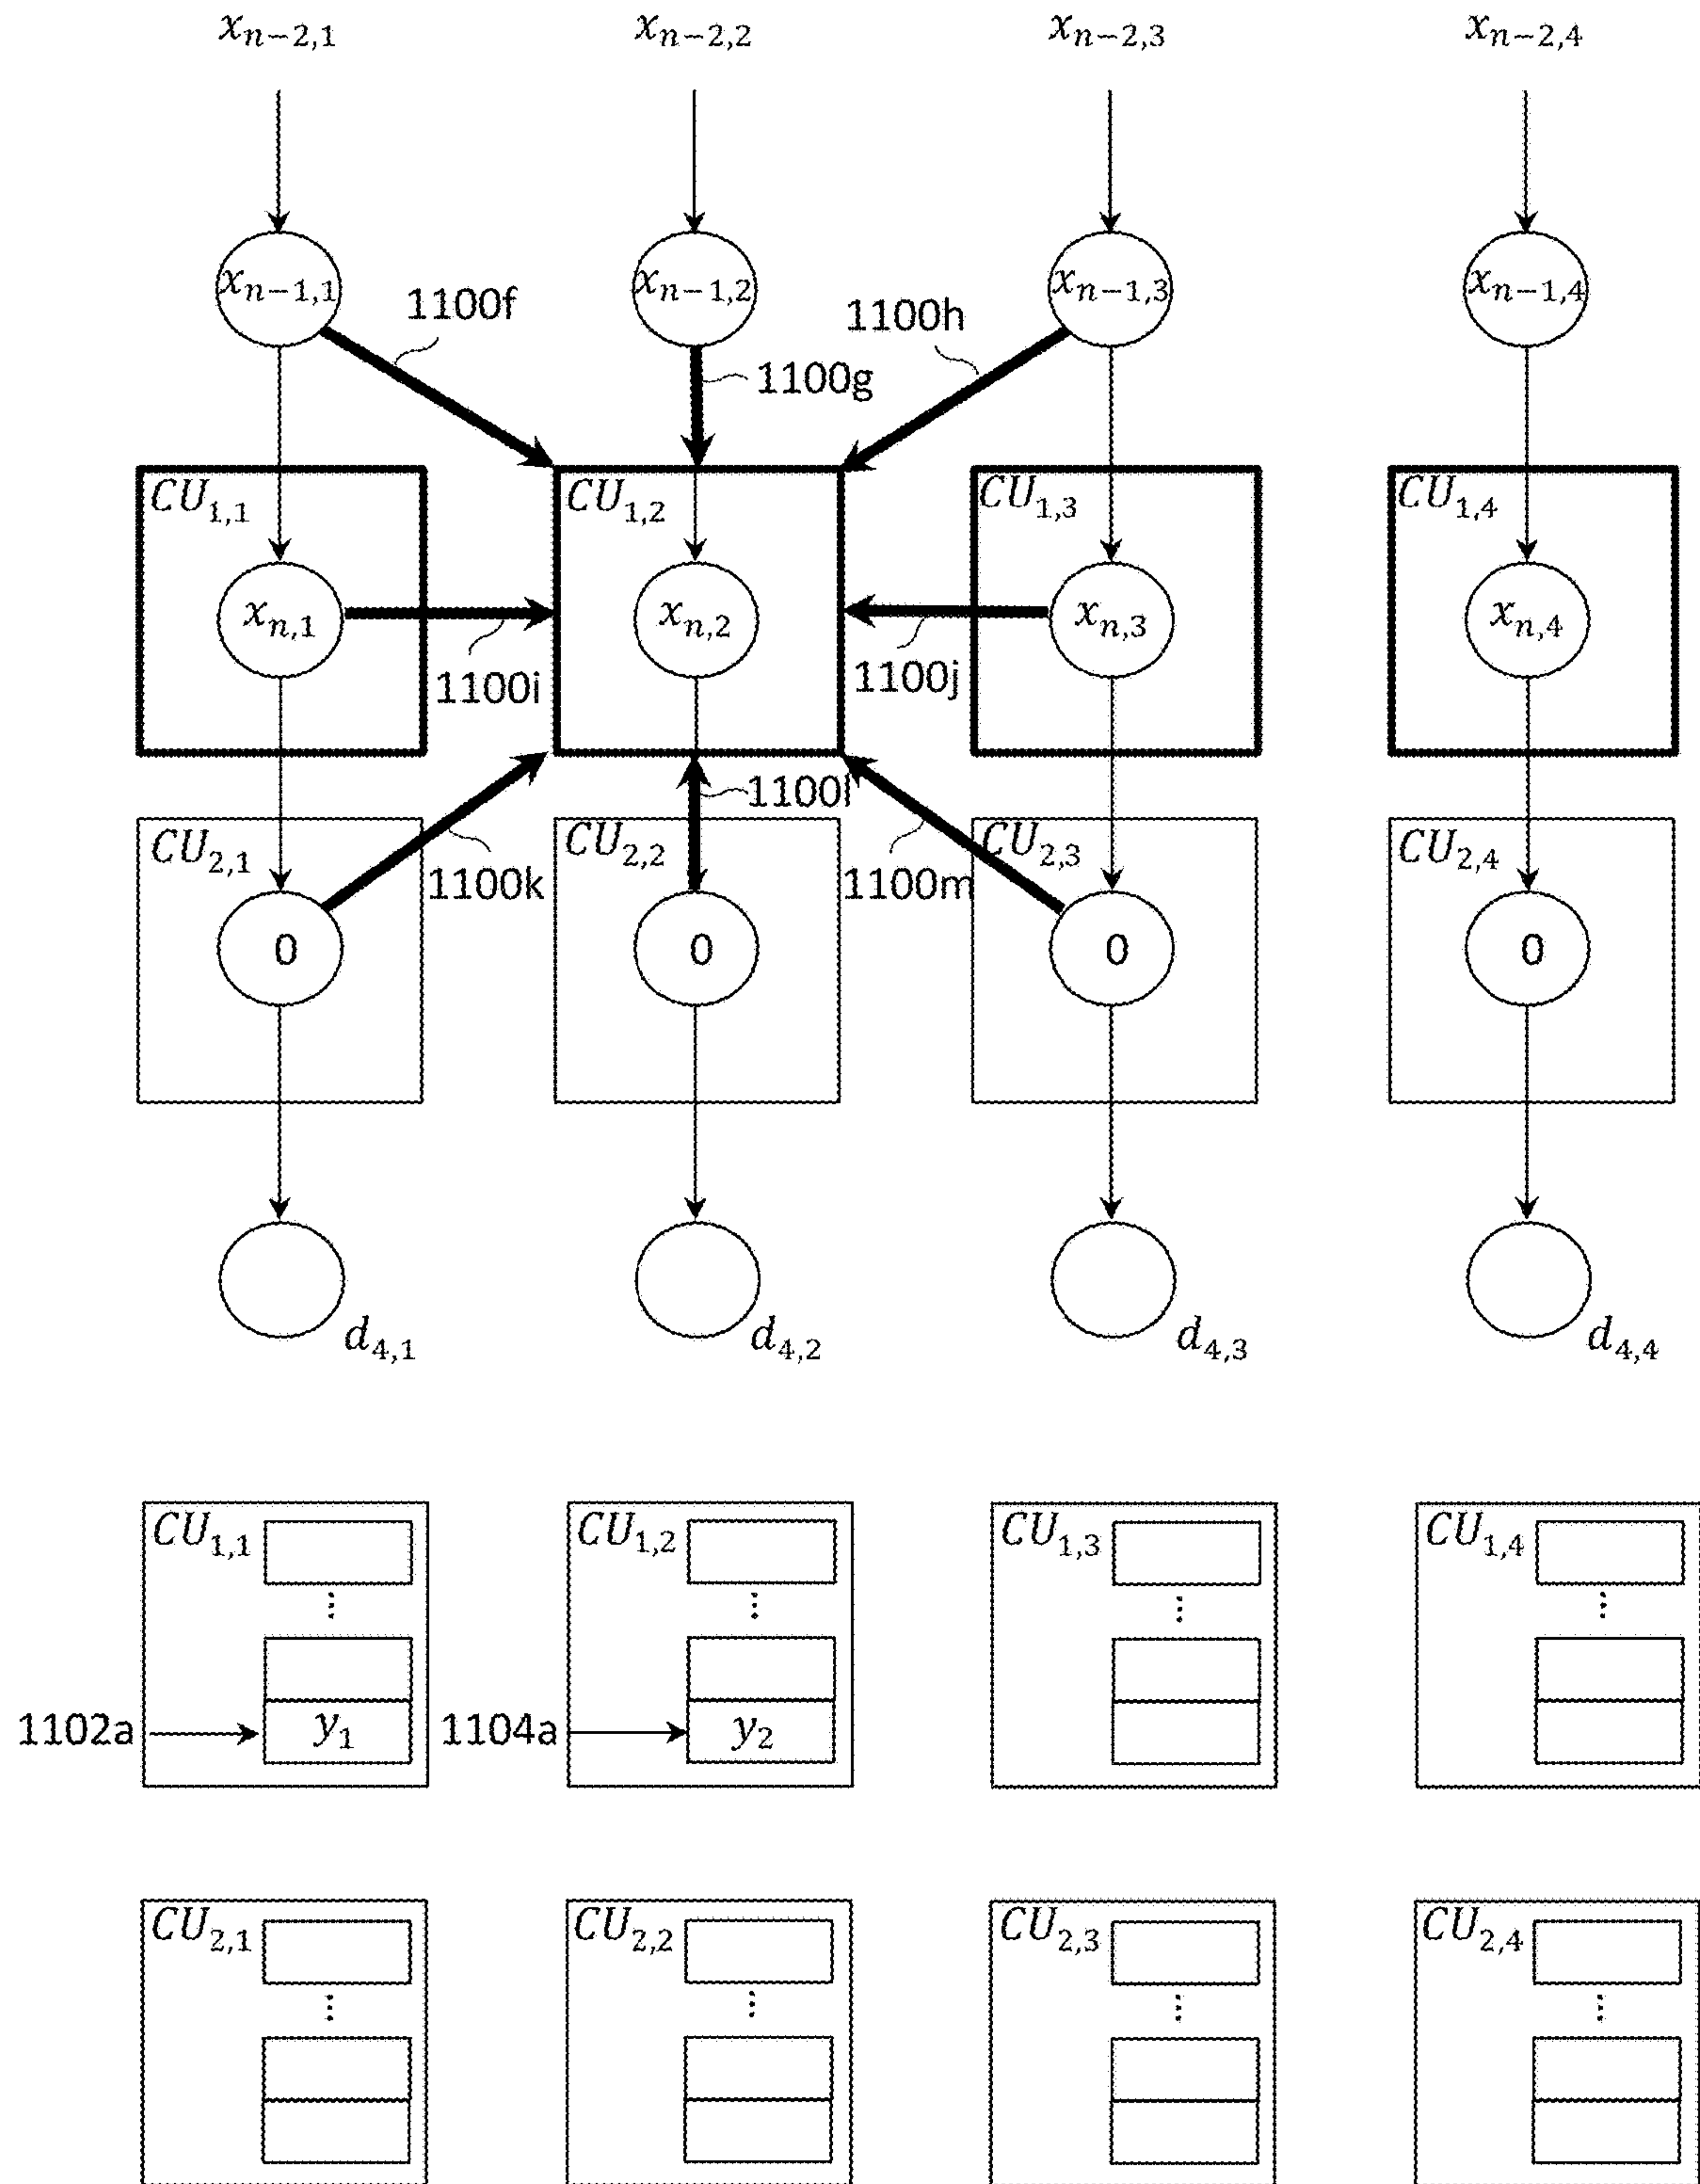 x_{n−2,1} x_{n−2,2} x_{n−2,3} x_{n−2,4}
x_{n−1,1} x_{n−1,2} x_{n−1,3} x_{n−1,4}
1100f 1100h
1100g
CU_{1,1} CU_{1,2} CU_{1,3} CU_{1,4}
x_{n,1} x_{n,2} x_{n,3} x_{n,4}
1100i 1100j
1100l
CU_{2,1} CU_{2,2} CU_{2,3} CU_{2,4}
1100k 1100m
0 0 0 0
d_{4,1} d_{4,2} d_{4,3} d_{4,4}
CU_{1,1} CU_{1,2} CU_{1,3} CU_{1,4}
⋮ ⋮ ⋮ ⋮
1102a y_1 1104a y_2
CU_{2,1} CU_{2,2} CU_{2,3} CU_{2,4}
⋮ ⋮ ⋮ ⋮